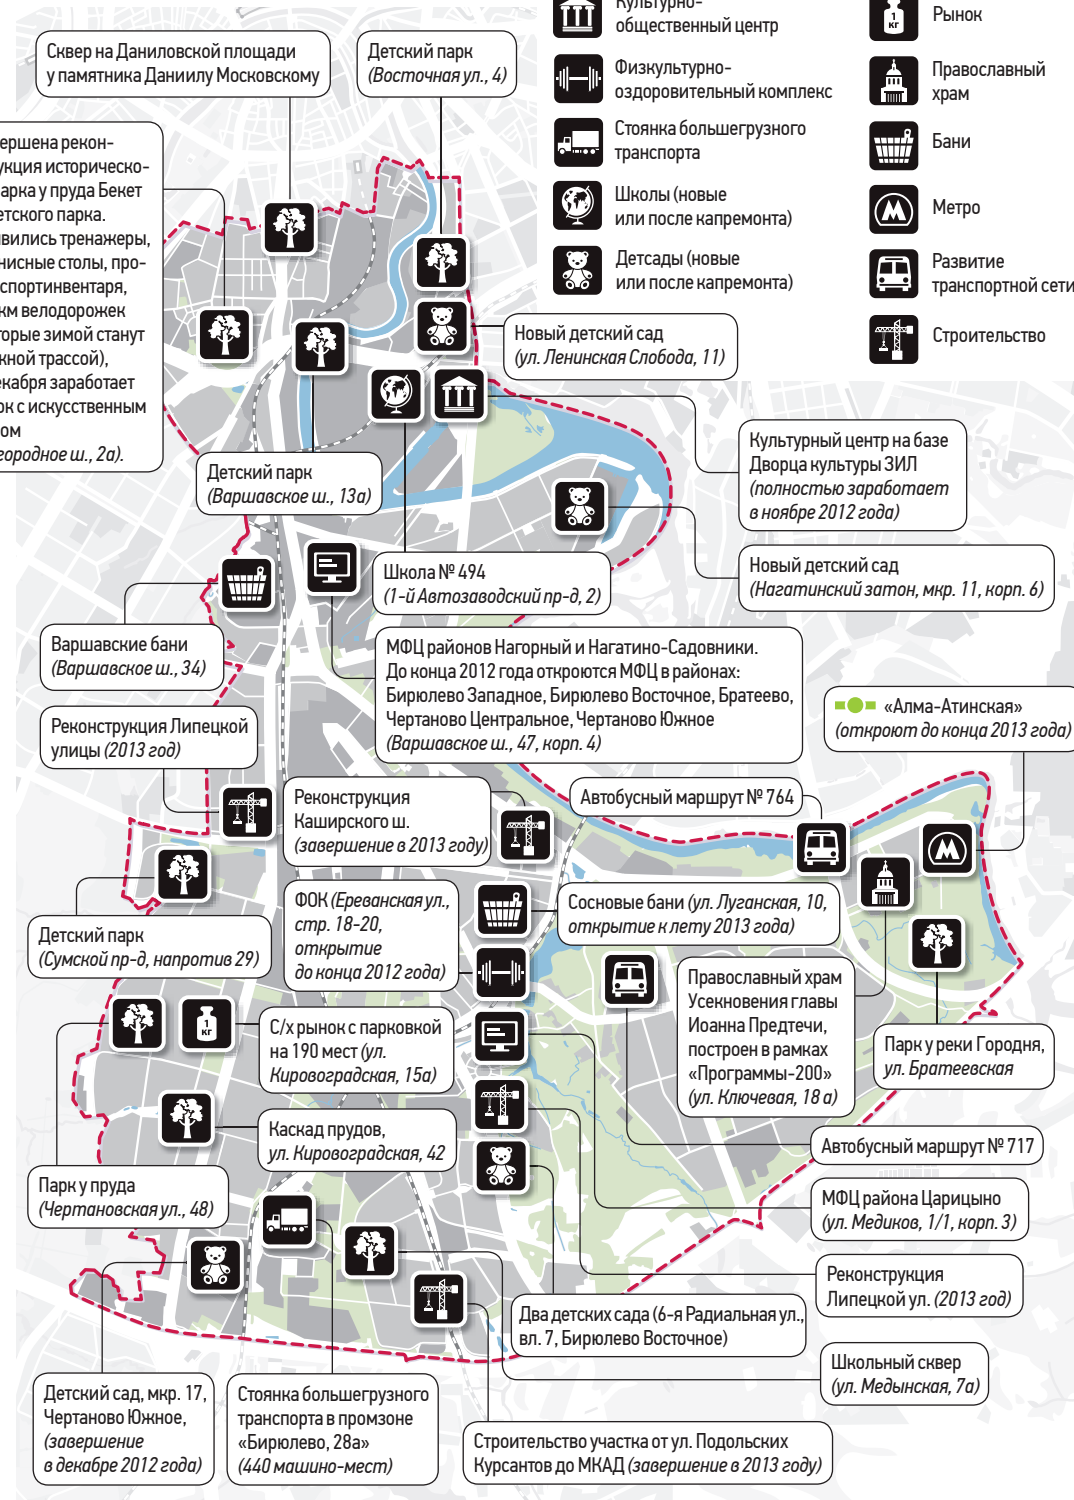 Культурно-
общественный центр
Физкультурно-
оздоровительный комплекс
Стоянка большегрузного
транспорта
Школы (новые
или после капремонта)
Детсады (новые
или после капремонта)
1
кг
Рынок
Православный
храм
Бани
Метро
Развитие
транспортной сети
Строительство
Сквер на Даниловской площади
у памятника Даниилу Московскому
Детский парк
(Восточная ул., 4)
ершена рекон-
укция историческо-
арка у пруда Бекет
етского парка.
вились тренажеры,
нисные столы, про-
спортинвентаря,
км велодорожек
торые зимой станут
жной трассой),
екабря заработает
ок с искусственным
ом
городное ш., 2а).
Новый детский сад
(ул. Ленинская Слобода, 11)
Культурный центр на базе
Дворца культуры ЗИЛ
(полностью заработает
в ноябре 2012 года)
Детский парк
(Варшавское ш., 13а)
Школа № 494
(1-й Автозаводский пр-д, 2)
Новый детский сад
(Нагатинский затон, мкр. 11, корп. 6)
Варшавские бани
(Варшавское ш., 34)
МФЦ районов Нагорный и Нагатино-Садовники.
До конца 2012 года откроются МФЦ в районах:
Бирюлево Западное, Бирюлево Восточное, Братеево,
Чертаново Центральное, Чертаново Южное
(Варшавское ш., 47, корп. 4)
«Алма-Атинская»
(откроют до конца 2013 года)
Реконструкция Липецкой
улицы (2013 год)
Реконструкция
Каширского ш.
(завершение в 2013 году)
Автобусный маршрут № 764
ФОК (Ереванская ул.,
стр. 18-20,
открытие
до конца 2012 года)
Сосновые бани (ул. Луганская, 10,
открытие к лету 2013 года)
Детский парк
(Сумской пр-д, напротив 29)
Православный храм
Усекновения главы
Иоанна Предтечи,
построен в рамках
«Программы-200»
(ул. Ключевая, 18 а)
1
кг
С/х рынок с парковкой
на 190 мест (ул.
Кировоградская, 15а)
Парк у реки Городня,
ул. Братеевская
Каскад прудов,
ул. Кировоградская, 42
Автобусный маршрут № 717
Парк у пруда
(Чертановская ул., 48)
МФЦ района Царицыно
(ул. Медиков, 1/1, корп. 3)
Реконструкция
Липецкой ул. (2013 год)
Два детских сада (6-я Радиальная ул.,
вл. 7, Бирюлево Восточное)
Школьный сквер
(ул. Медынская, 7а)
Детский сад, мкр. 17,
Чертаново Южное,
(завершение
в декабре 2012 года)
Стоянка большегрузного
транспорта в промзоне
«Бирюлево, 28а»
(440 машино-мест)
Строительство участка от ул. Подольских
Курсантов до МКАД (завершение в 2013 году)